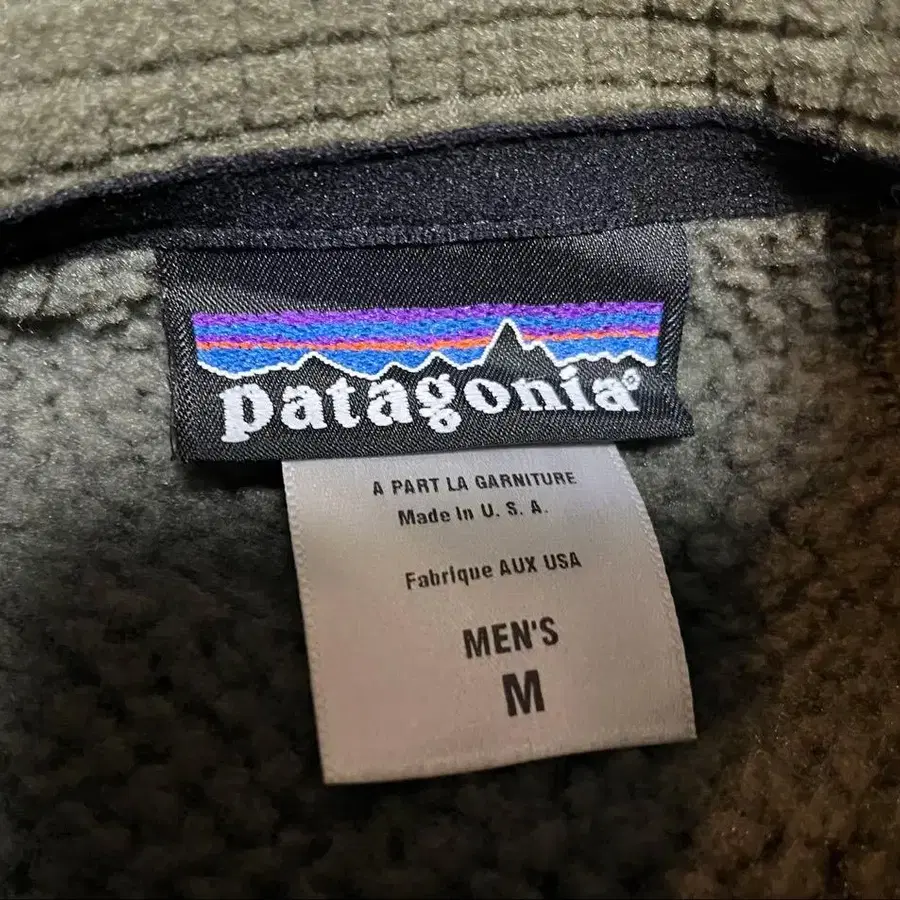 patagonia®
A PART LA GARNITURE
Made In U. S. A.
Fabrique AUX USA
MEN'S
M